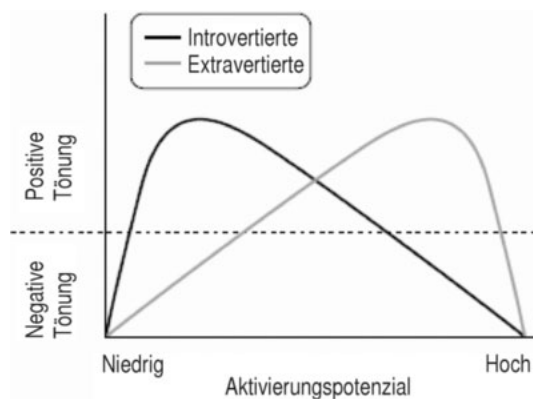 Introvertierte
Extravertierte
Positive
Tönung
Negative
Tönung
Niedrig
Hoch
Aktivierungspotenzial